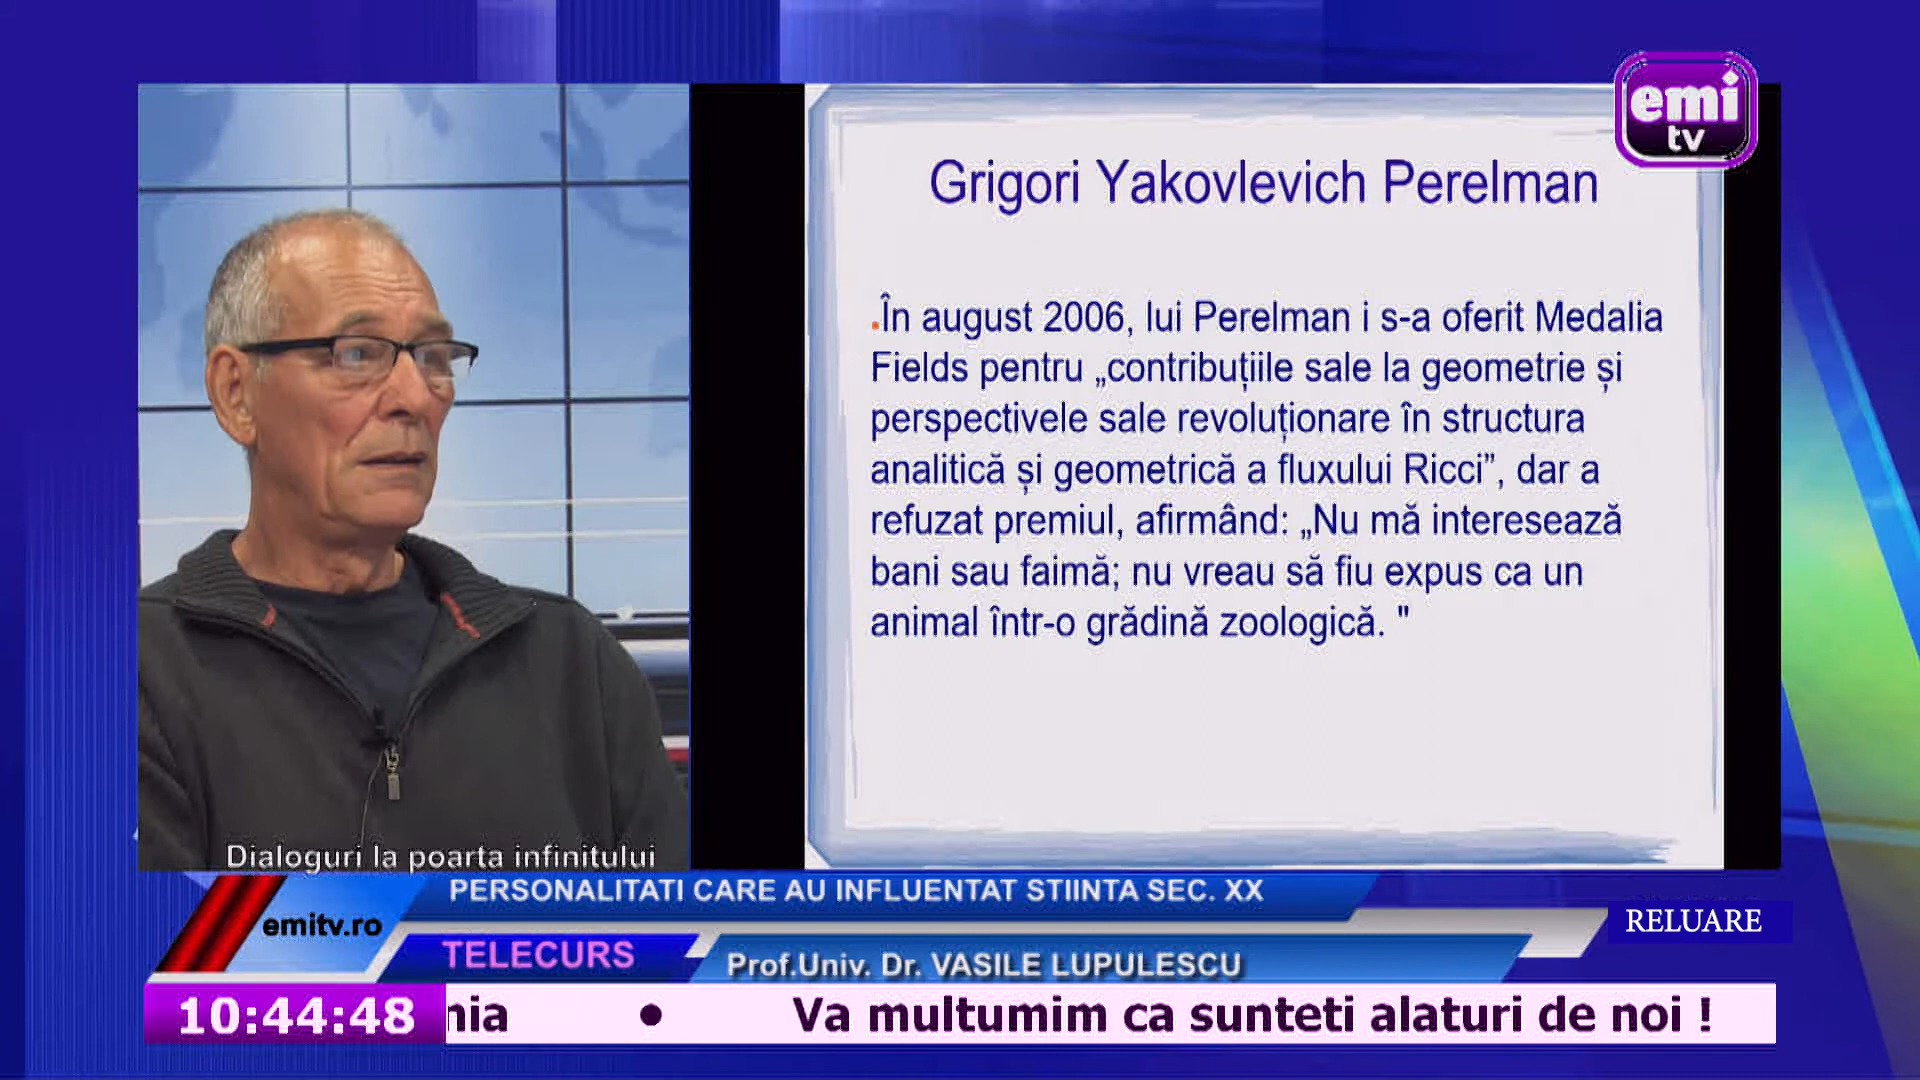 emi
tv
Grigori Yakovlevich Perelman
În august 2006, lui Perelman i s-a oferit Medalia
Fields pentru „contribuțiile sale la geometrie și
perspectivele sale revoluționare în structura
analitică și geometrică a fluxului Ricci”, dar a
refuzat premiul, afirmând: „Nu mă interesează
bani sau faimă; nu vreau să fiu expus ca un
animal într-o grădină zoologică. "
Dialoguri la poarta infinitului
PERSONALITATI CARE AU INFLUENTAT STIINTA SEC. XX
emitv.ro
RELUARE
TELECURS
Prof.Univ. Dr. VASILE LUPULESCU
10:44:48
nia • Va multumim ca sunteti alaturi de noi !